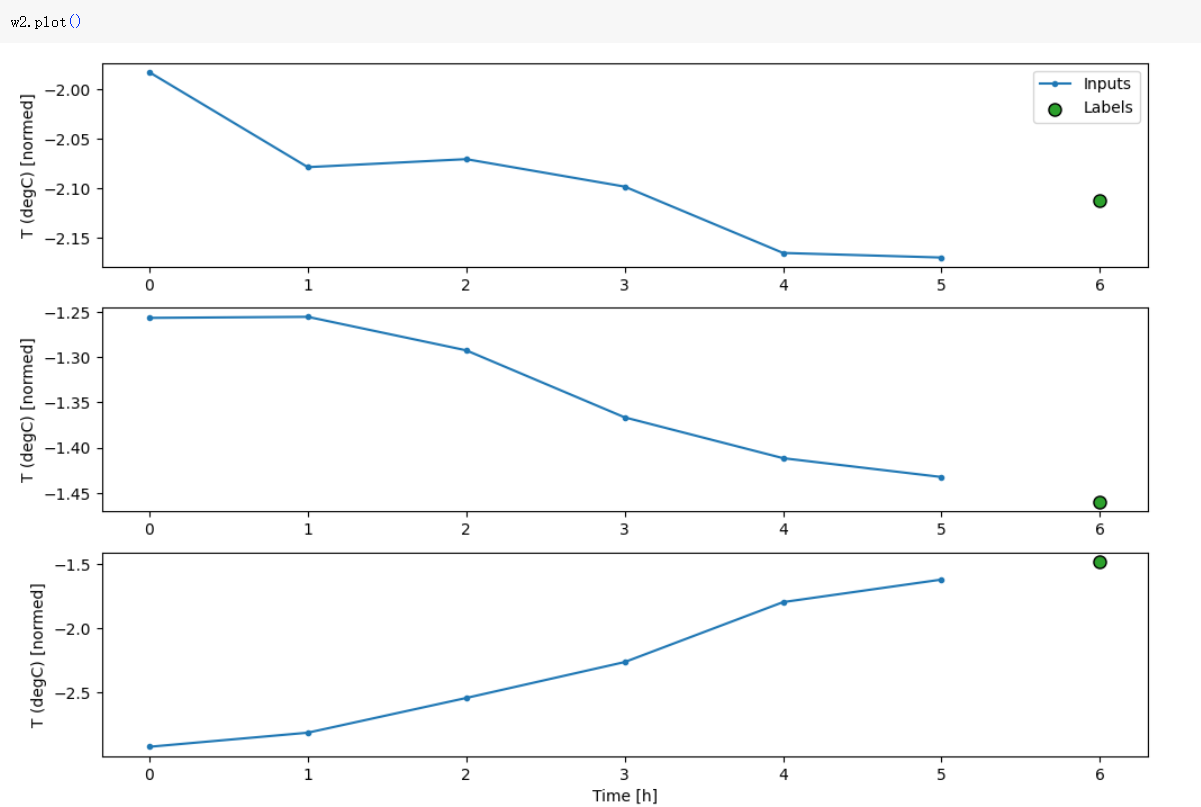 w2.plot()
Inputs
Labels
T (degC) [normed]
−2.00
−2.05
−2.10
−2.15
0 1 2 3 4 5 6
T (degC) [normed]
−1.25
−1.30
−1.35
−1.40
−1.45
0 1 2 3 4 5 6
T (degC) [normed]
−1.5
−2.0
−2.5
0 1 2 3 4 5 6
Time [h]